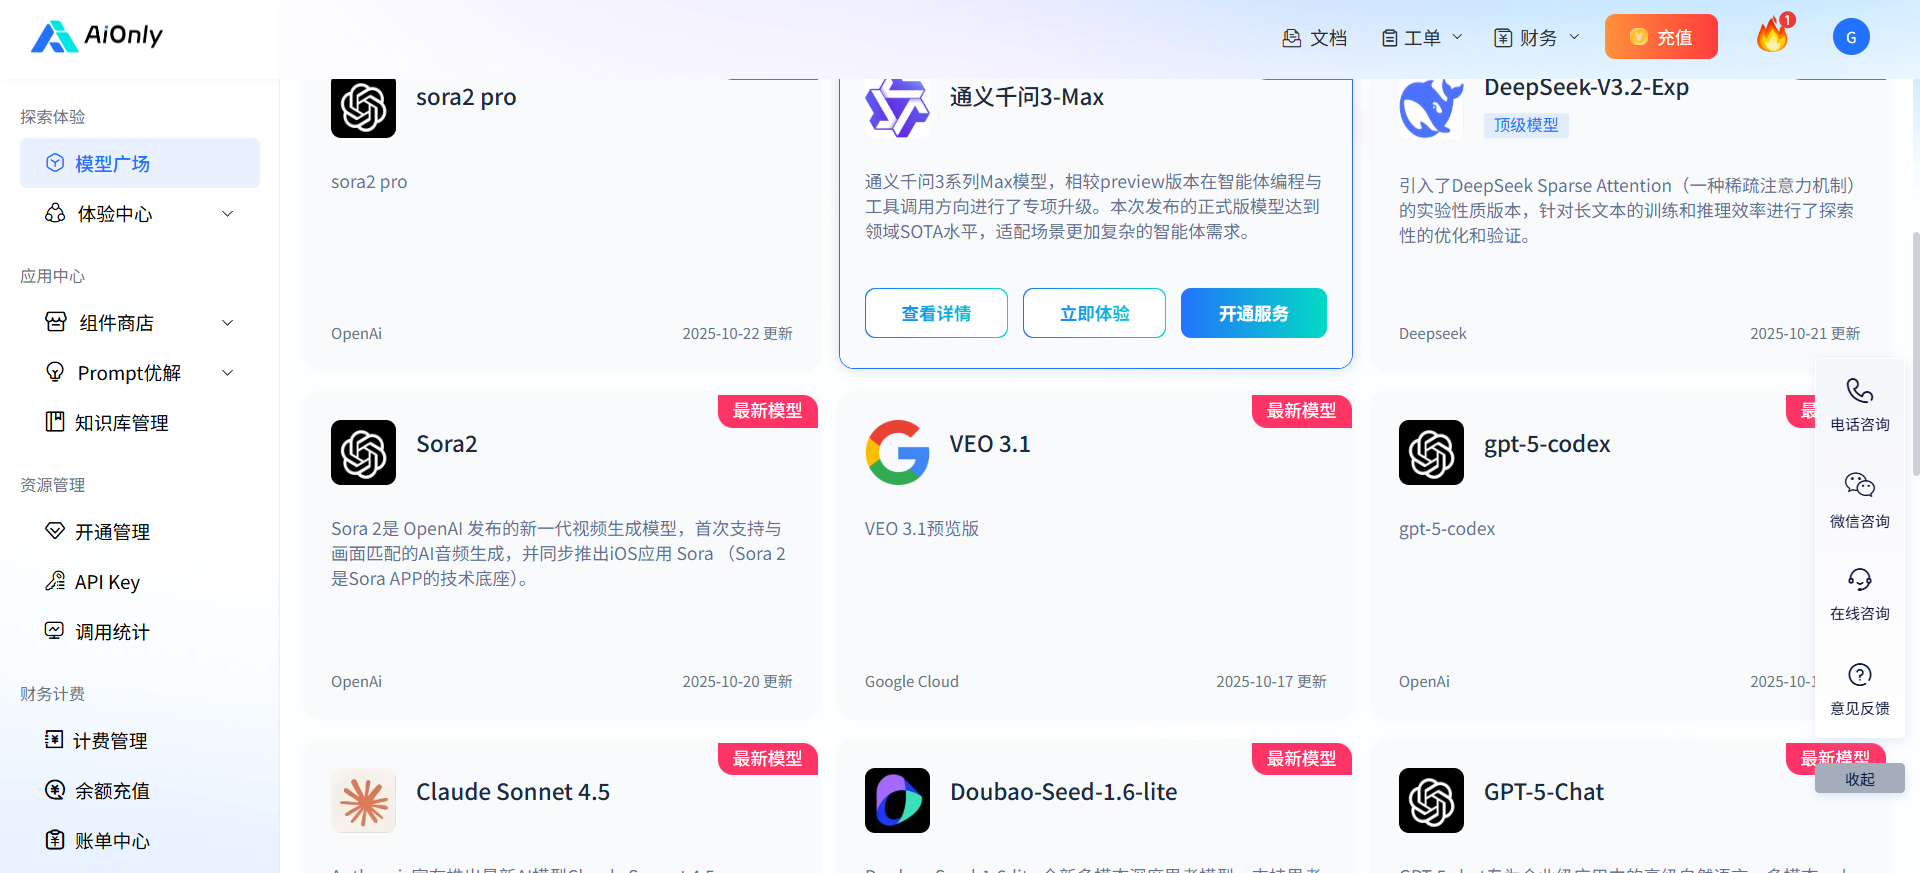 AiOnly
文档
工单
财务
充值
1
G
探索体验
模型广场
体验中心
应用中心
组件商店
Prompt优解
知识库管理
资源管理
开通管理
API Key
调用统计
财务计费
计费管理
余额充值
账单中心
sora2 pro
sora2 pro
OpenAi
2025-10-22 更新
通义千问3-Max
通义千问3系列Max模型，相较preview版本在智能体编程与
工具调用方向进行了专项升级。本次发布的正式版模型达到
领域SOTA水平，适配场景更加复杂的智能体需求。
查看详情
立即体验
开通服务
DeepSeek-V3.2-Exp
顶级模型
引入了DeepSeek Sparse Attention（一种稀疏注意力机制）
的实验性质版本，针对长文本的训练和推理效率进行了探索
性的优化和验证。
Deepseek
2025-10-21 更新
最新模型
Sora2
Sora 2是 OpenAI 发布的新一代视频生成模型，首次支持与
画面匹配的AI音频生成，并同步推出iOS应用 Sora （Sora 2
是Sora APP的技术底座）。
OpenAi
2025-10-20 更新
最新模型
VEO 3.1
VEO 3.1预览版
Google Cloud
2025-10-17 更新
最
gpt-5-codex
gpt-5-codex
OpenAi
2025-10-1
最新模型
Claude Sonnet 4.5
最新模型
Doubao-Seed-1.6-lite
最新模型
GPT-5-Chat
电话咨询
微信咨询
在线咨询
意见反馈
收起